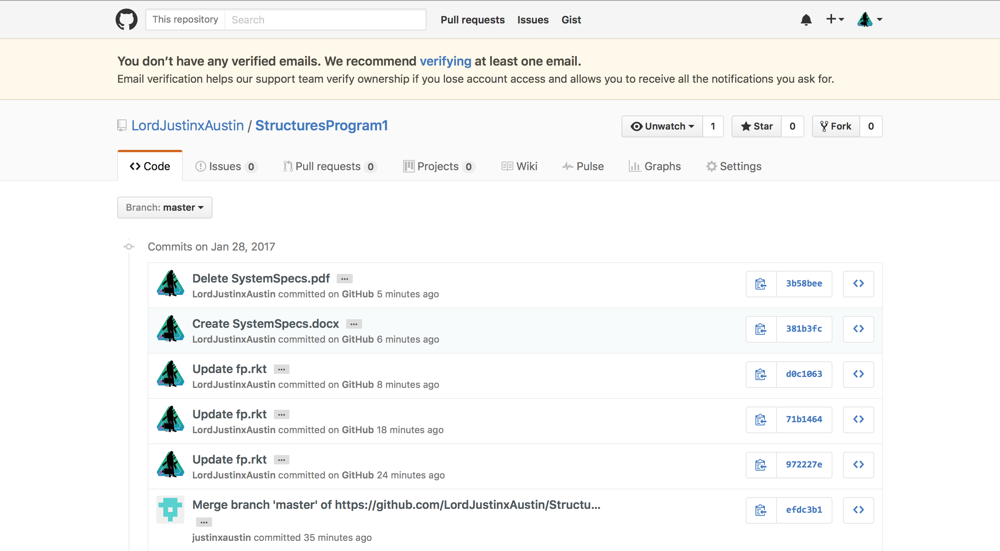 This repository Search Pull requests Issues Gist
You don’t have any verified emails. We recommend verifying at least one email.
Email verification helps our support team verify ownership if you lose account access and allows you to receive all the notifications you ask for.
LordJustinxAustin / StructuresProgram1 Unwatch 1 Star 0 Fork 0
Code Issues 0 Pull requests 0 Projects 0 Wiki Pulse Graphs Settings
Branch: master
Commits on Jan 28, 2017
Delete SystemSpecs.pdf …
LordJustinxAustin committed on GitHub 5 minutes ago
3b58bee
Create SystemSpecs.docx …
LordJustinxAustin committed on GitHub 6 minutes ago
381b3fc
Update fp.rkt …
LordJustinxAustin committed on GitHub 8 minutes ago
d0c1063
Update fp.rkt …
LordJustinxAustin committed on GitHub 18 minutes ago
71b1464
Update fp.rkt …
LordJustinxAustin committed on GitHub 24 minutes ago
972227e
Merge branch 'master' of https://github.com/LordJustinxAustin/Structu...
…
justinxaustin committed 35 minutes ago
efdc3b1